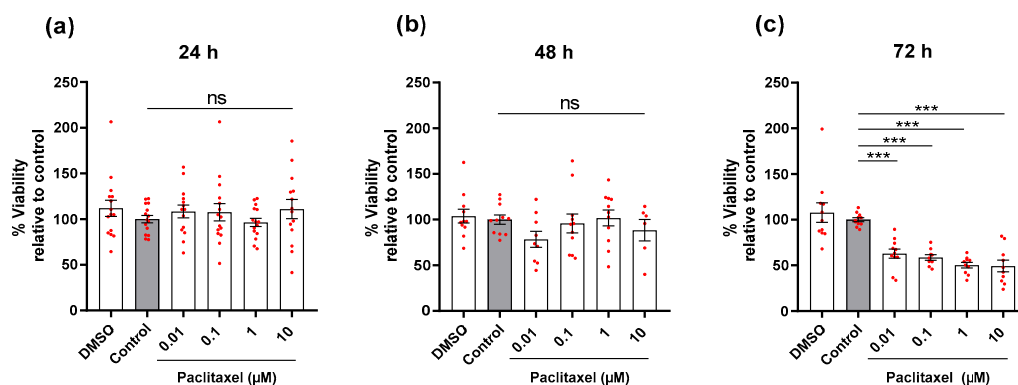 (a)
24 h
% Viability
relative to control
250
200
150
100
50
0
ns
DMSO
Control
0.01
0.1
1
10
Paclitaxel (µM)
(b)
48 h
% Viability
relative to control
250
200
150
100
50
0
ns
DMSO
Control
0.01
0.1
1
10
Paclitaxel (µM)
(c)
72 h
% Viability
relative to control
250
200
150
100
50
0
***
***
***
***
DMSO
Control
0.01
0.1
1
10
Paclitaxel (µM)